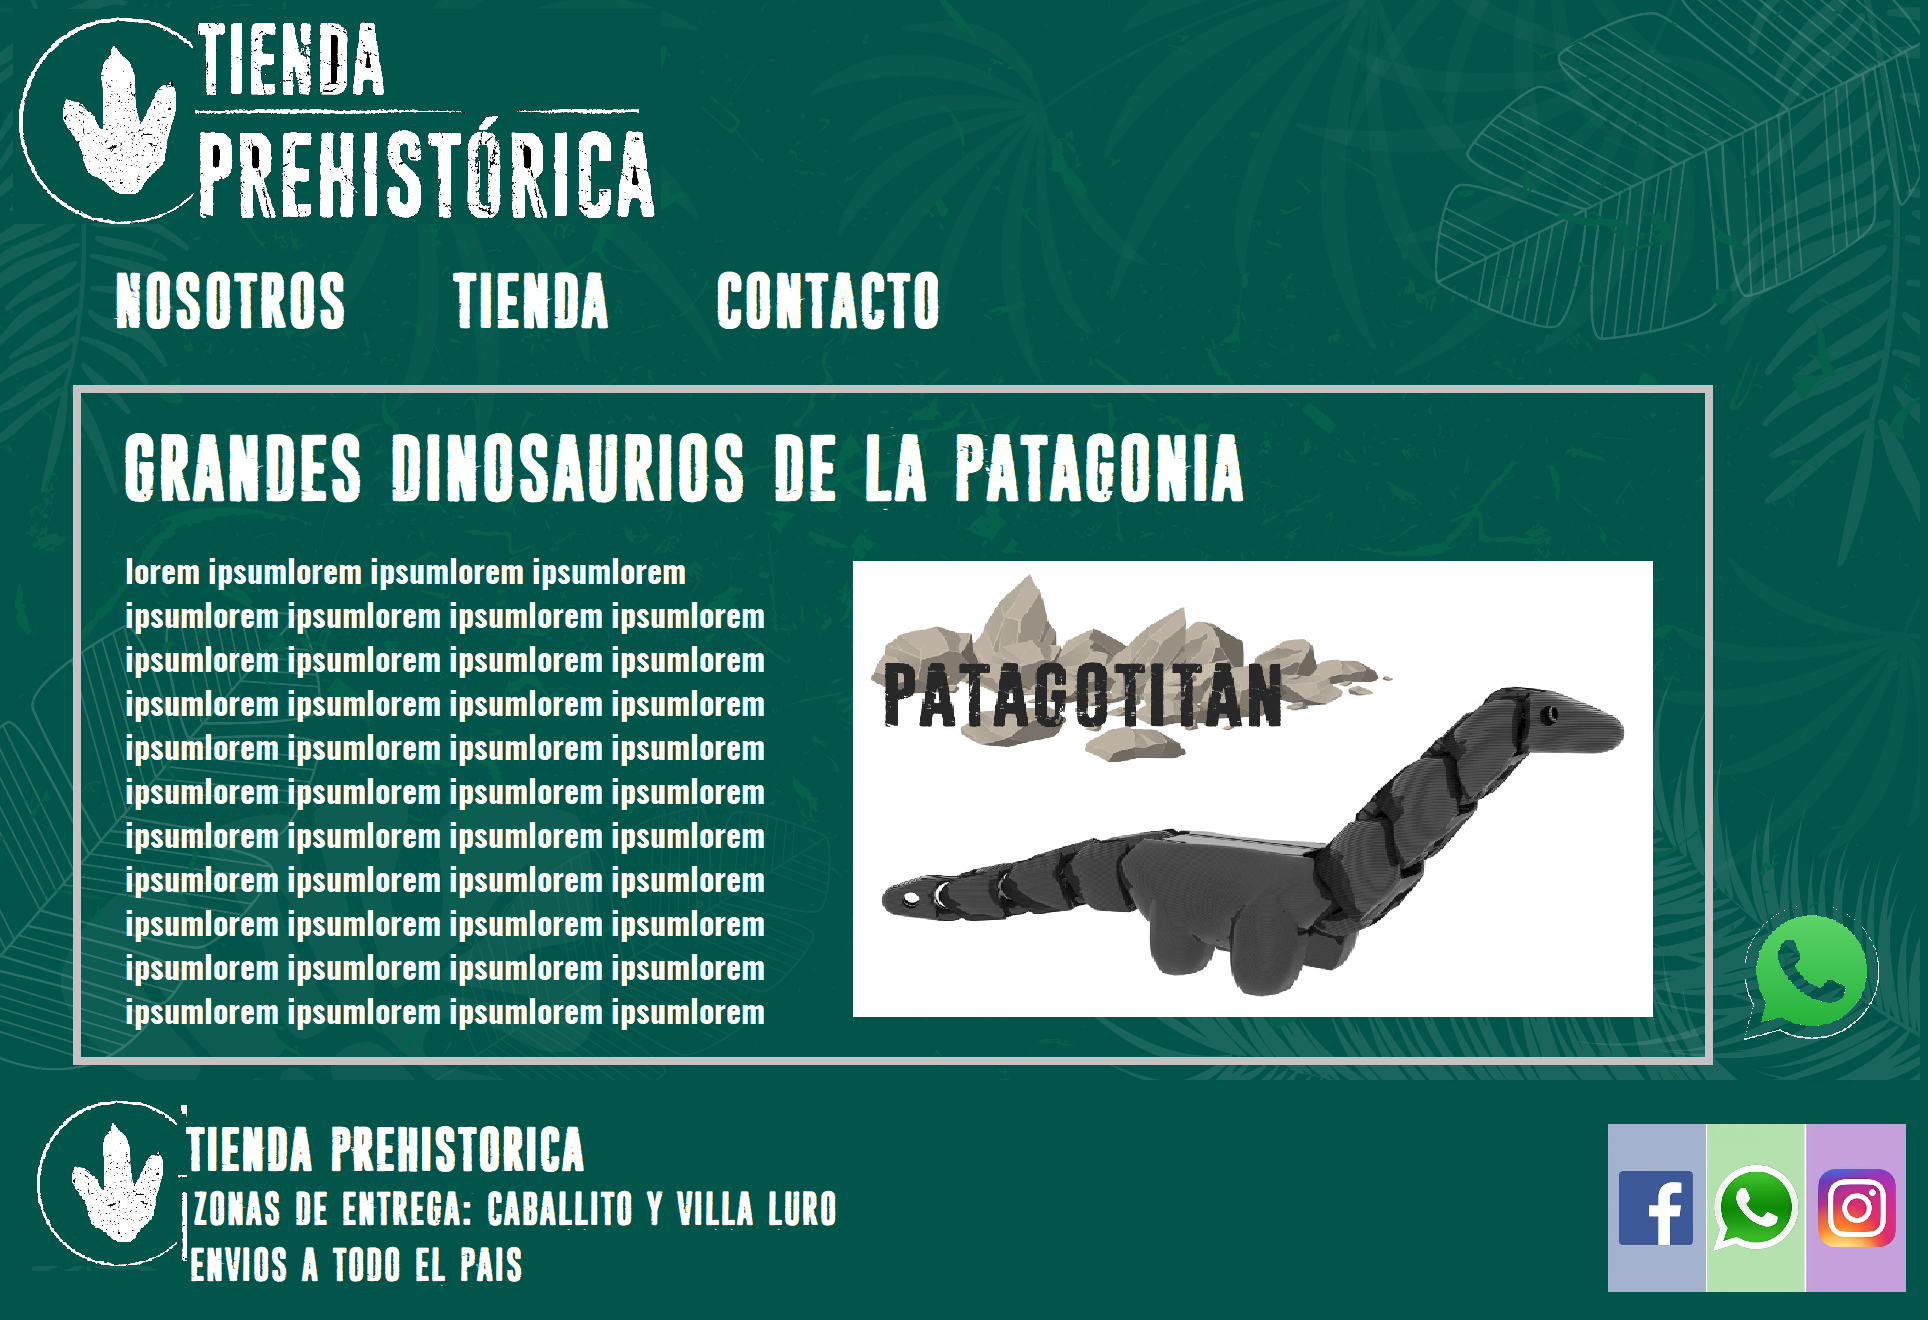 TIENDA
PREHISTÓRICA
NOSOTROS TIENDA CONTACTO
GRANDES DINOSAURIOS DE LA PATAGONIA
lorem ipsumlorem ipsumlorem ipsumlorem
ipsumlorem ipsumlorem ipsumlorem ipsumlorem
ipsumlorem ipsumlorem ipsumlorem ipsumlorem
ipsumlorem ipsumlorem ipsumlorem ipsumlorem
ipsumlorem ipsumlorem ipsumlorem ipsumlorem
ipsumlorem ipsumlorem ipsumlorem ipsumlorem
ipsumlorem ipsumlorem ipsumlorem ipsumlorem
ipsumlorem ipsumlorem ipsumlorem ipsumlorem
ipsumlorem ipsumlorem ipsumlorem ipsumlorem
ipsumlorem ipsumlorem ipsumlorem ipsumlorem
ipsumlorem ipsumlorem ipsumlorem ipsumlorem
PATAGOTITAN
TIENDA PREHISTORICA
ZONAS DE ENTREGA: CABALLITO Y VILLA LURO
ENVIOS A TODO EL PAIS